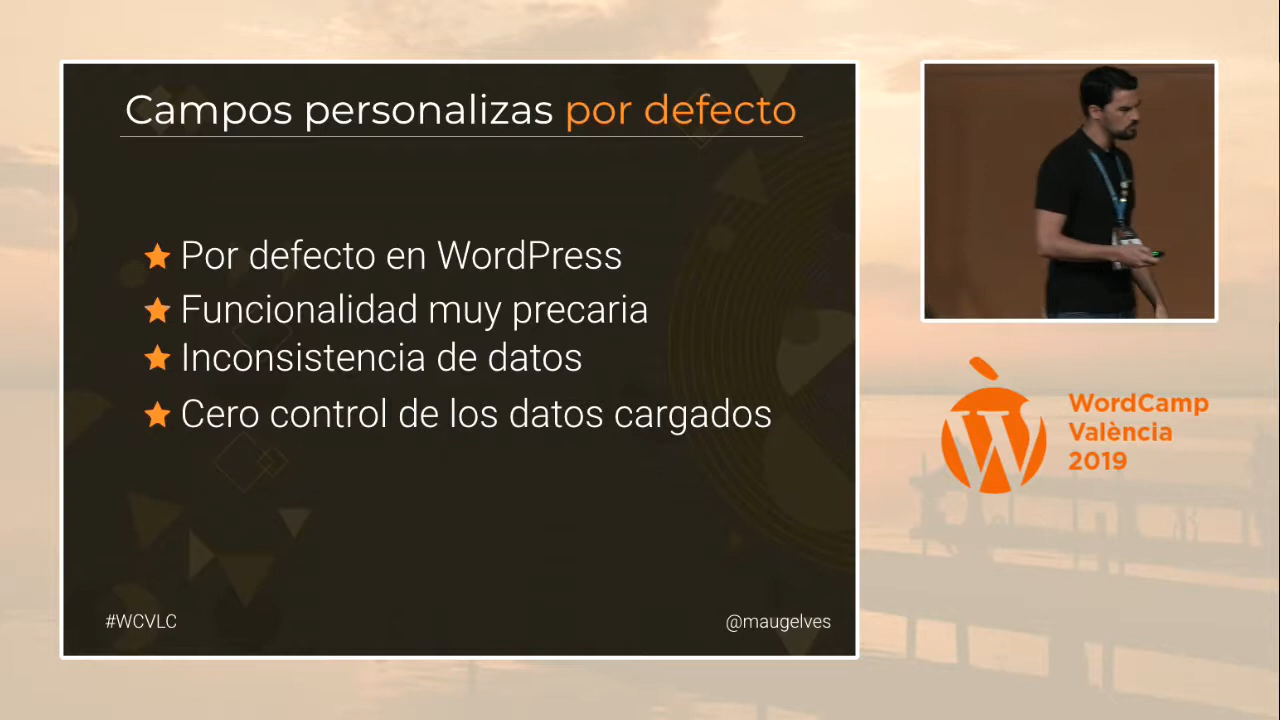 Campos personalizas por defecto
Por defecto en WordPress
Funcionalidad muy precaria
Inconsistencia de datos
Cero control de los datos cargados
#WCVLC
@maugelves
WordCamp
València
2019